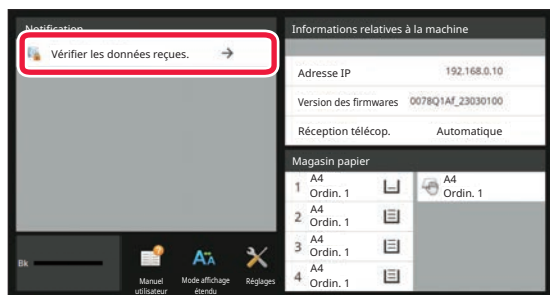 Notification
Vérifier les données reçues.
Bk
Manuel
utilisateur
Mode affichage
étendu
Réglages
Informations relatives à la machine
Adresse IP 192.168.0.10
Version des firmwares 0078Q1Af_23030100
Réception télécop. Automatique
Magasin papier
1 A4
Ordin. 1
A4
Ordin. 1
2 A4
Ordin. 1
3 A4
Ordin. 1
4 A4
Ordin. 1